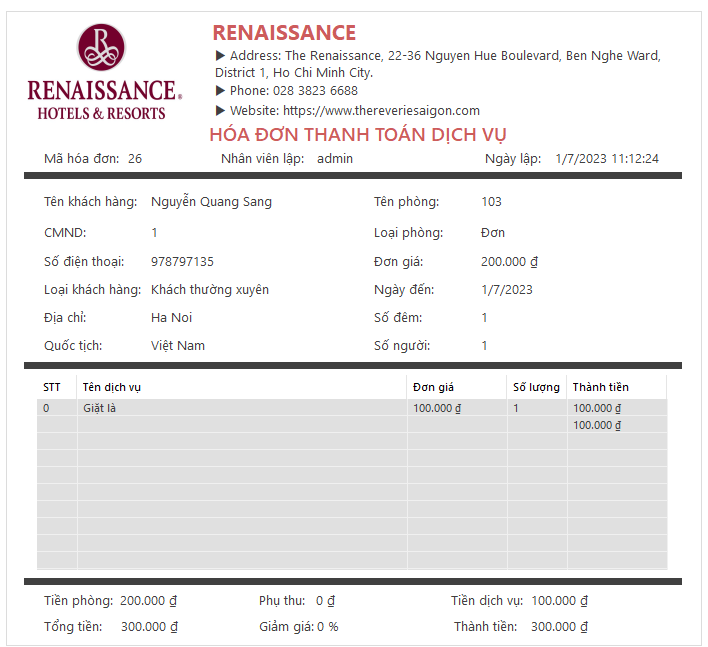 RENAISSANCE
HOTELS & RESORTS
RENAISSANCE
▶ Address: The Renaissance, 22-36 Nguyen Hue Boulevard, Ben Nghe Ward,
District 1, Ho Chi Minh City.
▶ Phone: 028 3823 6688
▶ Website: https://www.thereveriesaigon.com
HÓA ĐƠN THANH TOÁN DỊCH VỤ
Mã hóa đơn: 26 Nhân viên lập: admin Ngày lập: 1/7/2023 11:12:24
Tên khách hàng: Nguyễn Quang Sang Tên phòng: 103
CMND: 1 Loại phòng: Đơn
Số điện thoại: 978797135 Đơn giá: 200.000 ₫
Loại khách hàng: Khách thường xuyên Ngày đến: 1/7/2023
Địa chỉ: Ha Noi Số đêm: 1
Quốc tịch: Việt Nam Số người: 1
STT Tên dịch vụ Đơn giá Số lượng Thành tiền
0 Giặt là 100.000 ₫ 1 100.000 ₫
100.000 ₫
Tiền phòng: 200.000 ₫ Phụ thu: 0 ₫ Tiền dịch vụ: 100.000 ₫
Tổng tiền: 300.000 ₫ Giảm giá: 0 % Thành tiền: 300.000 ₫